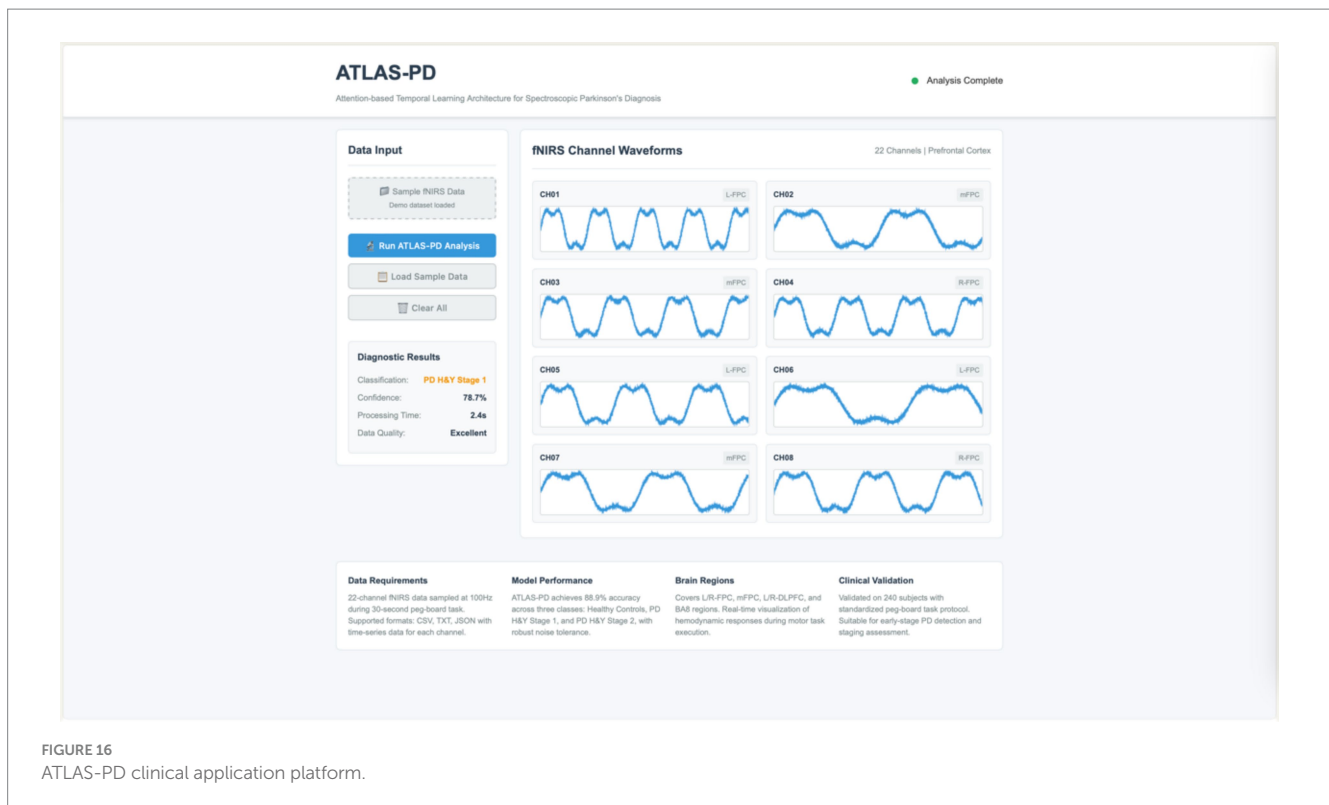 ATLAS-PD
Attention-based Temporal Learning Architecture for Spectroscopic Parkinson's Diagnosis
Analysis Complete
Data Input
Sample fNIRS Data
Demo dataset loaded
Run ATLAS-PD Analysis
Load Sample Data
Clear All
Diagnostic Results
Classification: PD H&Y Stage 1
Confidence: 78.7%
Processing Time: 2.4s
Data Quality: Excellent
fNIRS Channel Waveforms
22 Channels | Prefrontal Cortex
CH01 L-FPC
CH02 mFPC
CH03 mFPC
CH04 R-FPC
CH05 L-FPC
CH06 L-FPC
CH07 mFPC
CH08 R-FPC
Data Requirements
22-channel fNIRS data sampled at 100Hz
during 30-second peg-board task.
Supported formats: CSV, TXT, JSON with
time-series data for each channel.
Model Performance
ATLAS-PD achieves 88.9% accuracy
across three classes: Healthy Controls, PD
H&Y Stage 1, and PD H&Y Stage 2, with
robust noise tolerance.
Brain Regions
Covers L/R-FPC, mFPC, L/R-DLPFC, and
BA8 regions. Real-time visualization of
hemodynamic responses during motor task
execution.
Clinical Validation
Validated on 240 subjects with
standardized peg-board task protocol.
Suitable for early-stage PD detection and
staging assessment.
FIGURE 16
ATLAS-PD clinical application platform.